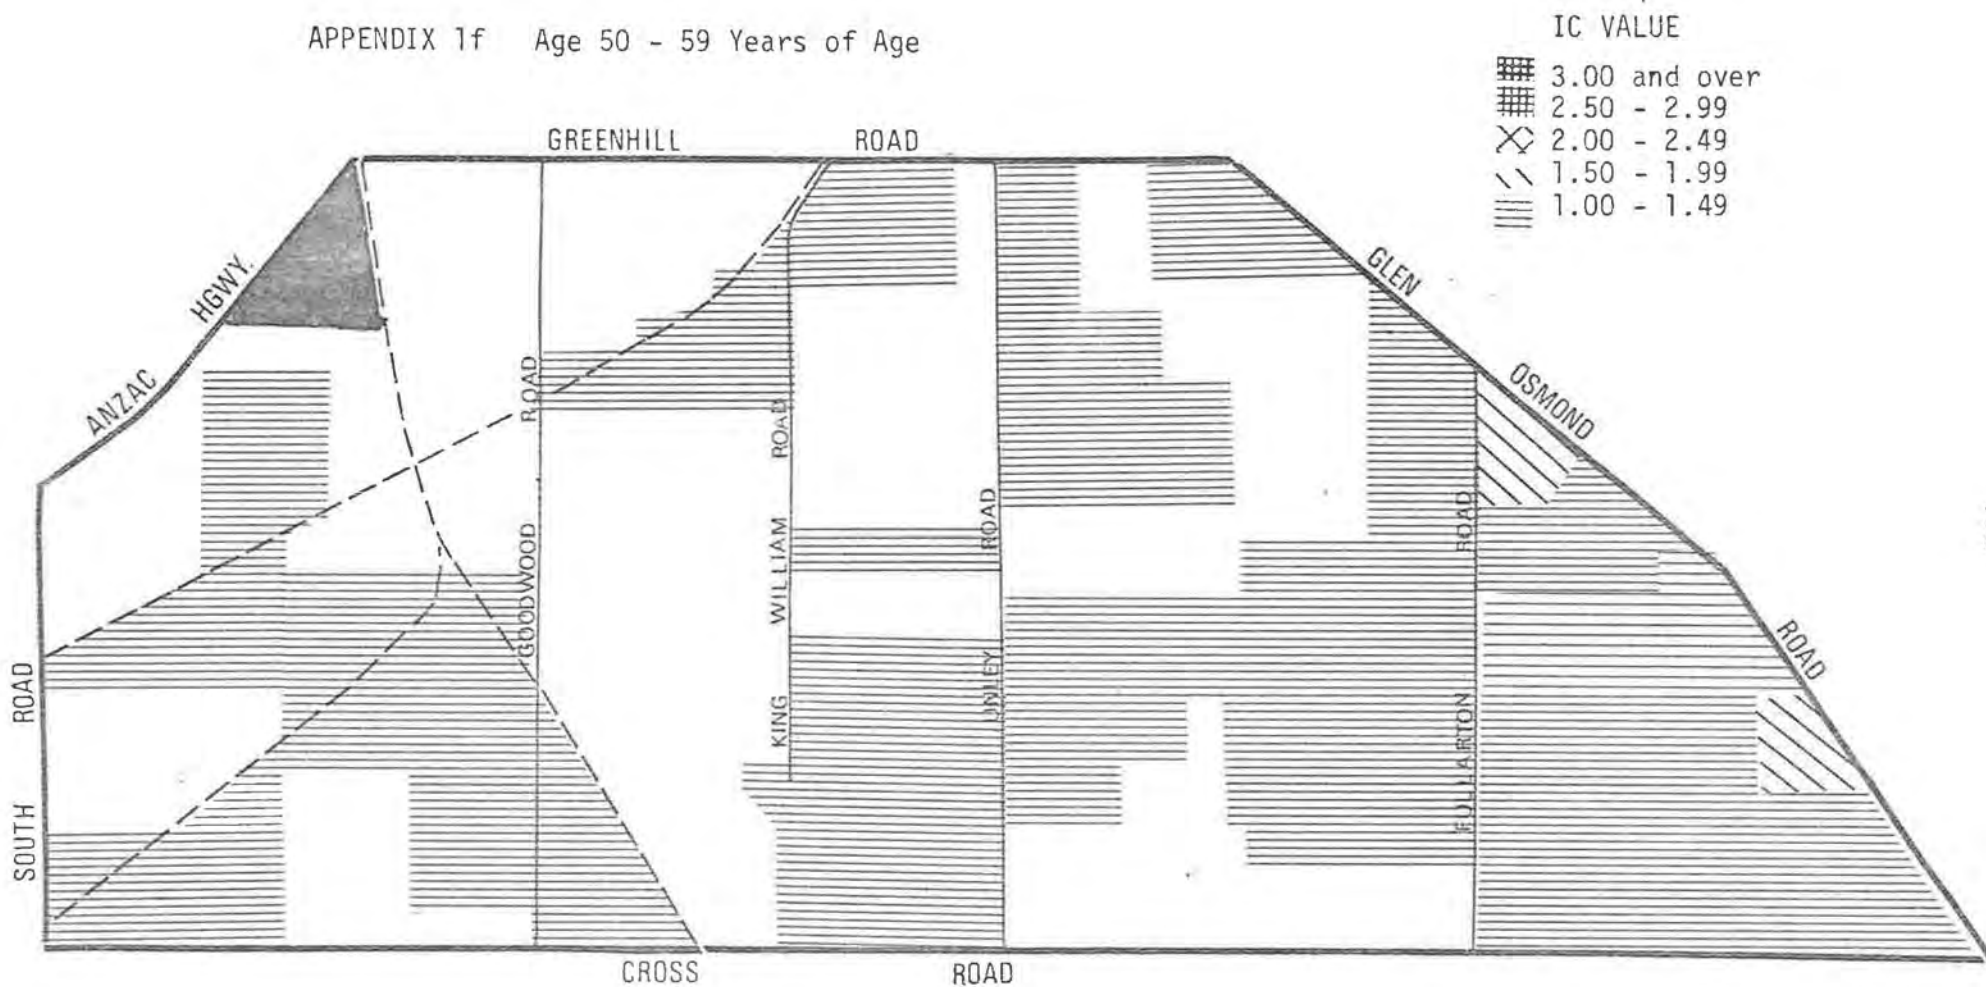 APPENDIX 1f Age 50 - 59 Years of Age
IC VALUE
3.00 and over
2.50 - 2.99
2.00 - 2.49
1.50 - 1.99
1.00 - 1.49
GREENHILL ROAD
ANZAC HGWY.
GLEN OSMOND ROAD
SOUTH ROAD
GOODWOOD ROAD
KING WILLIAM ROAD
UNLEY ROAD
FULLARTON ROAD
CROSS ROAD